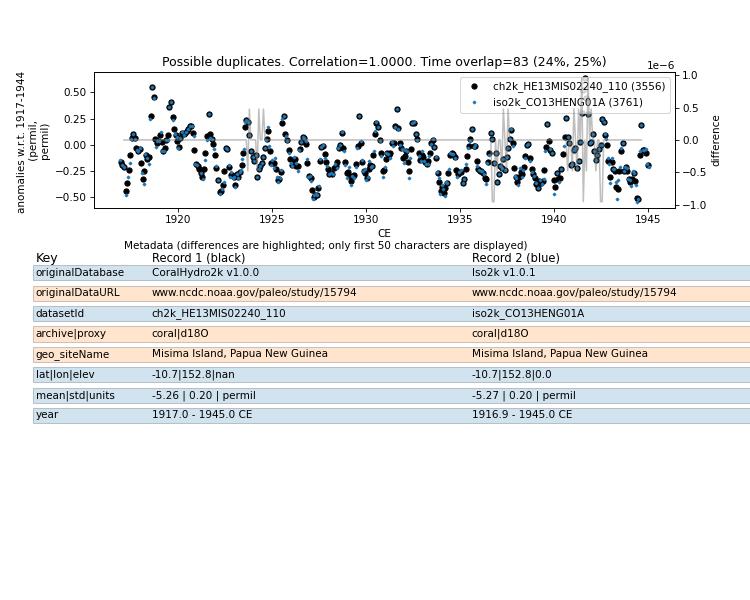 Possible duplicates. Correlation=1.0000. Time overlap=83 (24%, 25%)
1e−6
ch2k_HE13MIS02240_110 (3556)
iso2k_CO13HENG01A (3761)
anomalies w.r.t. 1917-1944
(permil,
permil)
0.50
0.25
0.00
−0.25
−0.50
1.0
0.5
0.0
−0.5
−1.0
difference
1920 1925 1930 1935 1940 1945
CE
Metadata (differences are highlighted; only first 50 characters are displayed)
Key Record 1 (black) Record 2 (blue)
originalDatabase CoralHydro2k v1.0.0 Iso2k v1.0.1
originalDataURL www.ncdc.noaa.gov/paleo/study/15794 www.ncdc.noaa.gov/paleo/study/15794
datasetId ch2k_HE13MIS02240_110 iso2k_CO13HENG01A
archive|proxy coral|d18O coral|d18O
geo_siteName Misima Island, Papua New Guinea Misima Island, Papua New Guinea
lat|lon|elev -10.7|152.8|nan -10.7|152.8|0.0
mean|std|units -5.26 | 0.20 | permil -5.27 | 0.20 | permil
year 1917.0 - 1945.0 CE 1916.9 - 1945.0 CE